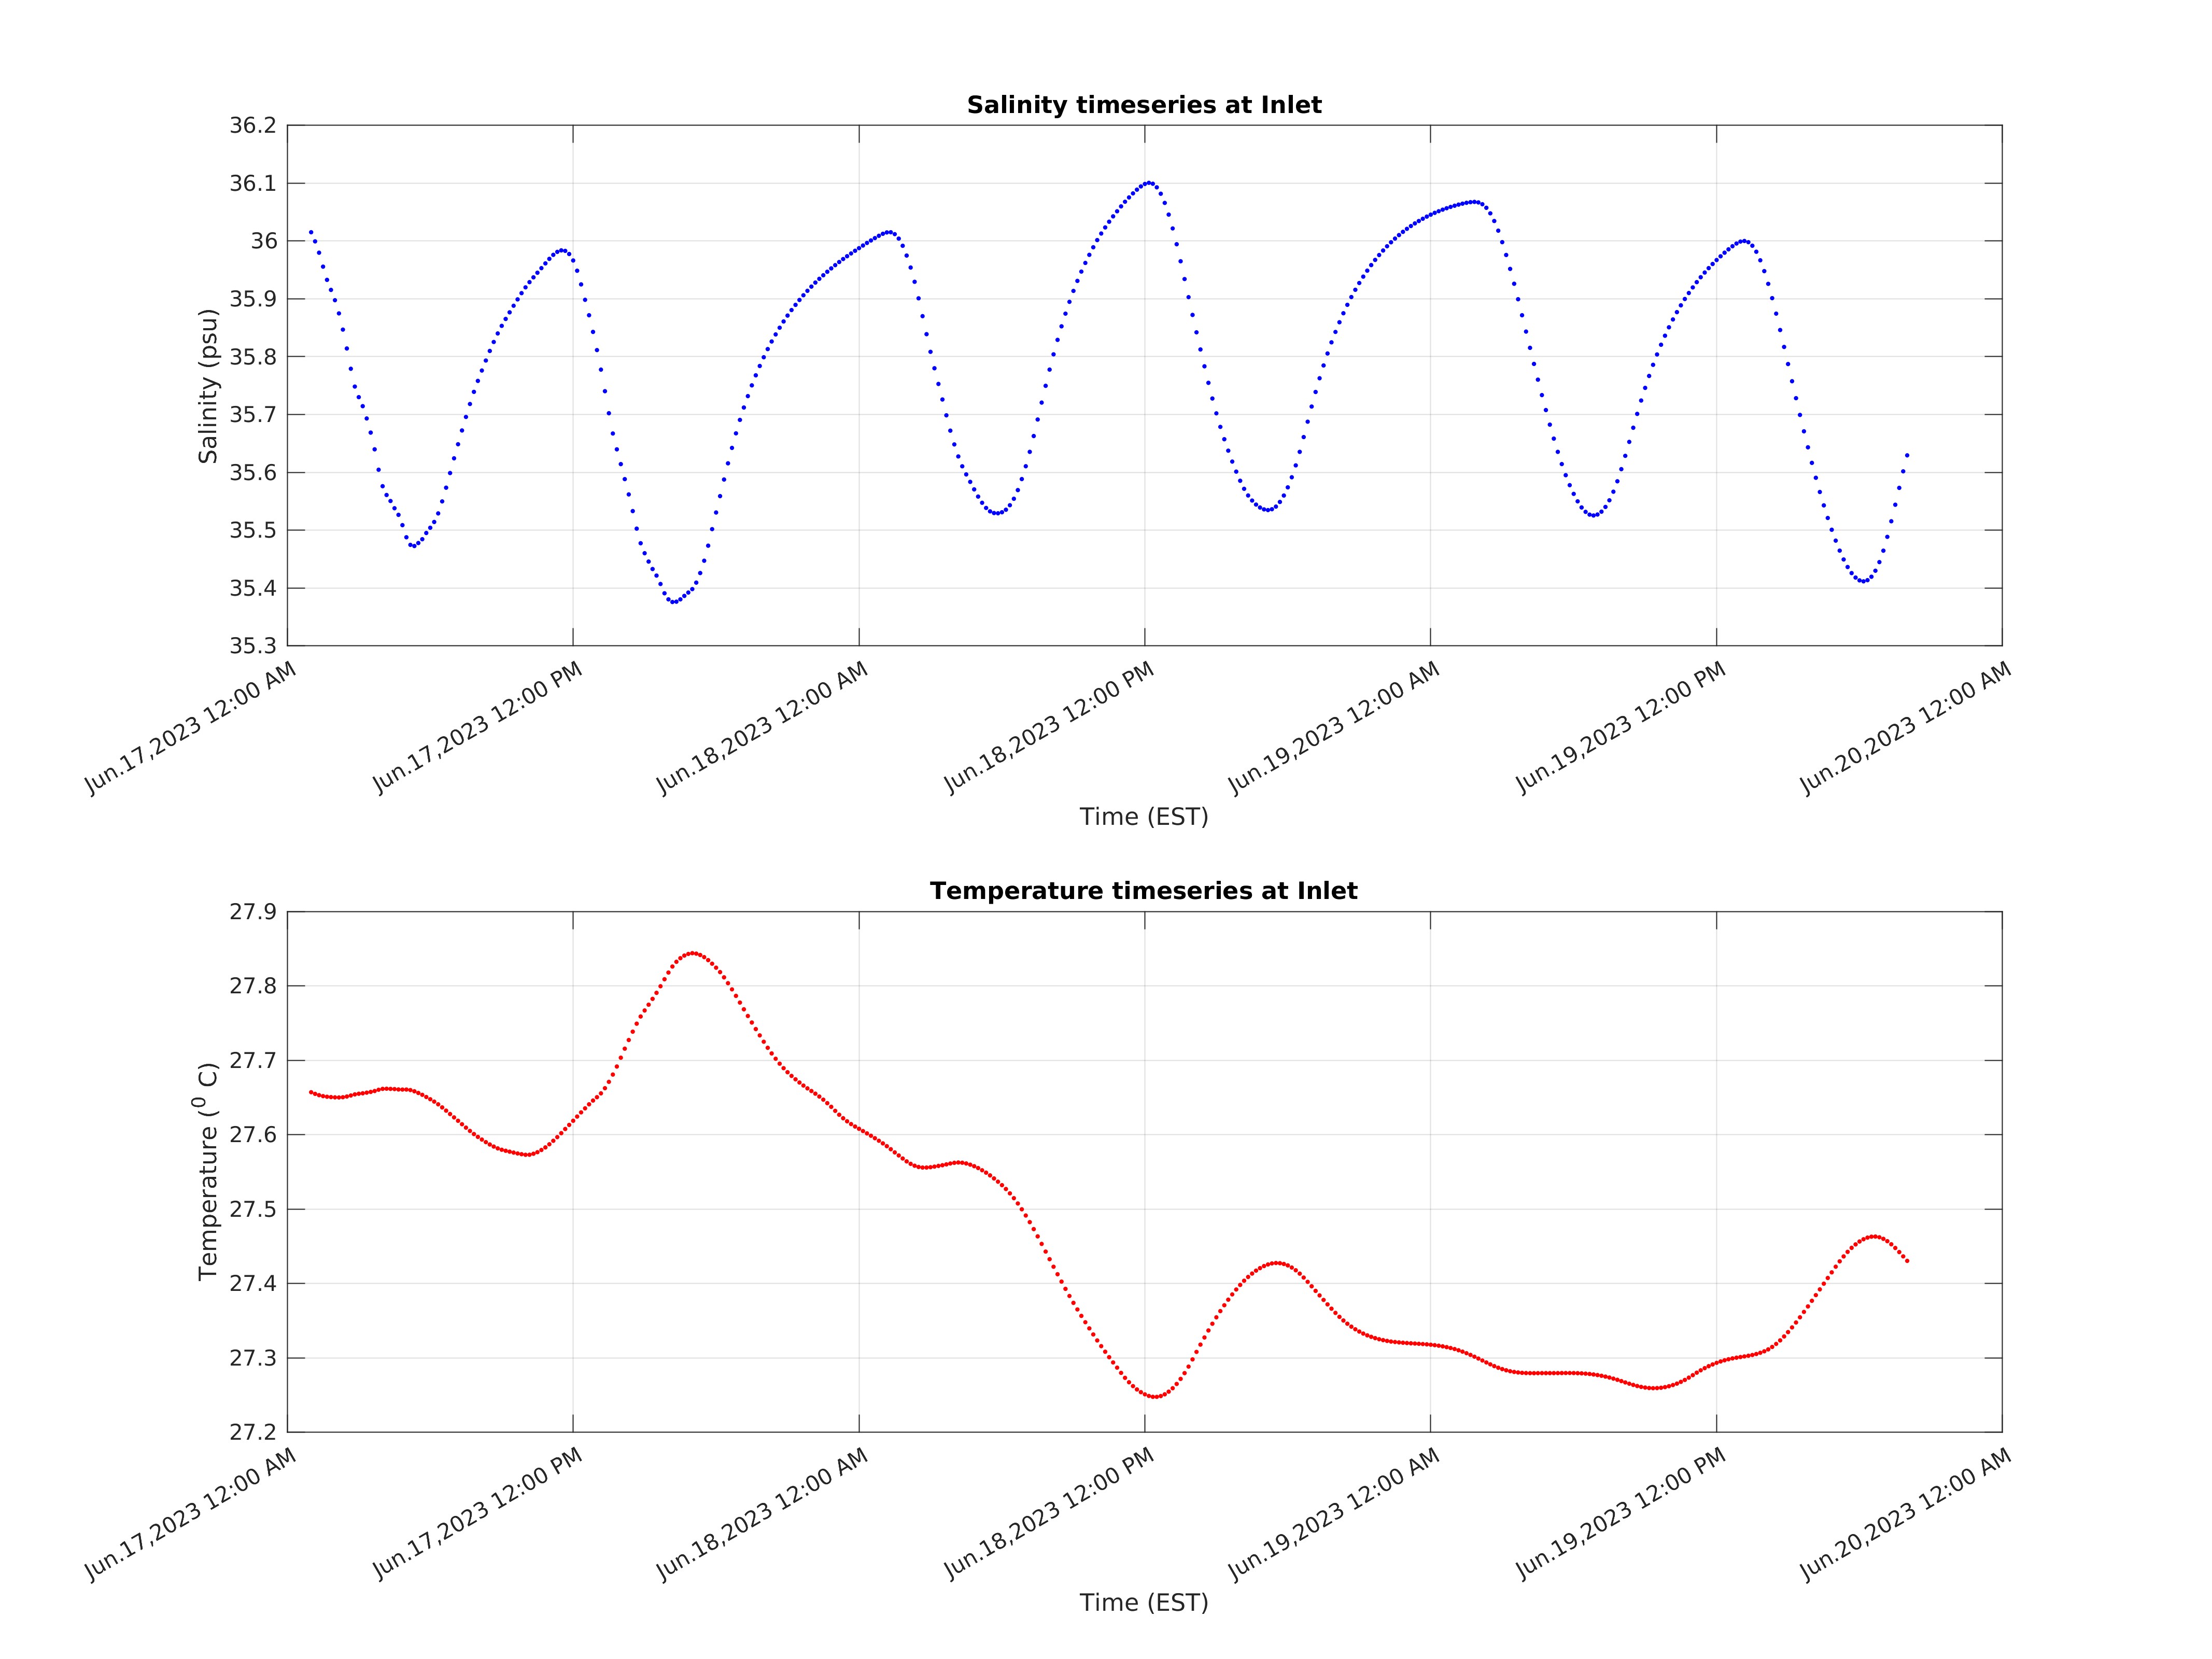 Salinity timeseries at Inlet
36.2
36.1
36
35.9
35.8
35.7
35.6
35.5
35.4
35.3
Salinity (psu)
Jun.17,2023 12:00 AM
Jun.17,2023 12:00 PM
Jun.18,2023 12:00 AM
Jun.18,2023 12:00 PM
Jun.19,2023 12:00 AM
Jun.19,2023 12:00 PM
Jun.20,2023 12:00 AM
Time (EST)
Temperature timeseries at Inlet
27.9
27.8
27.7
27.6
27.5
27.4
27.3
27.2
Temperature (⁰ C)
Jun.17,2023 12:00 AM
Jun.17,2023 12:00 PM
Jun.18,2023 12:00 AM
Jun.18,2023 12:00 PM
Jun.19,2023 12:00 AM
Jun.19,2023 12:00 PM
Jun.20,2023 12:00 AM
Time (EST)